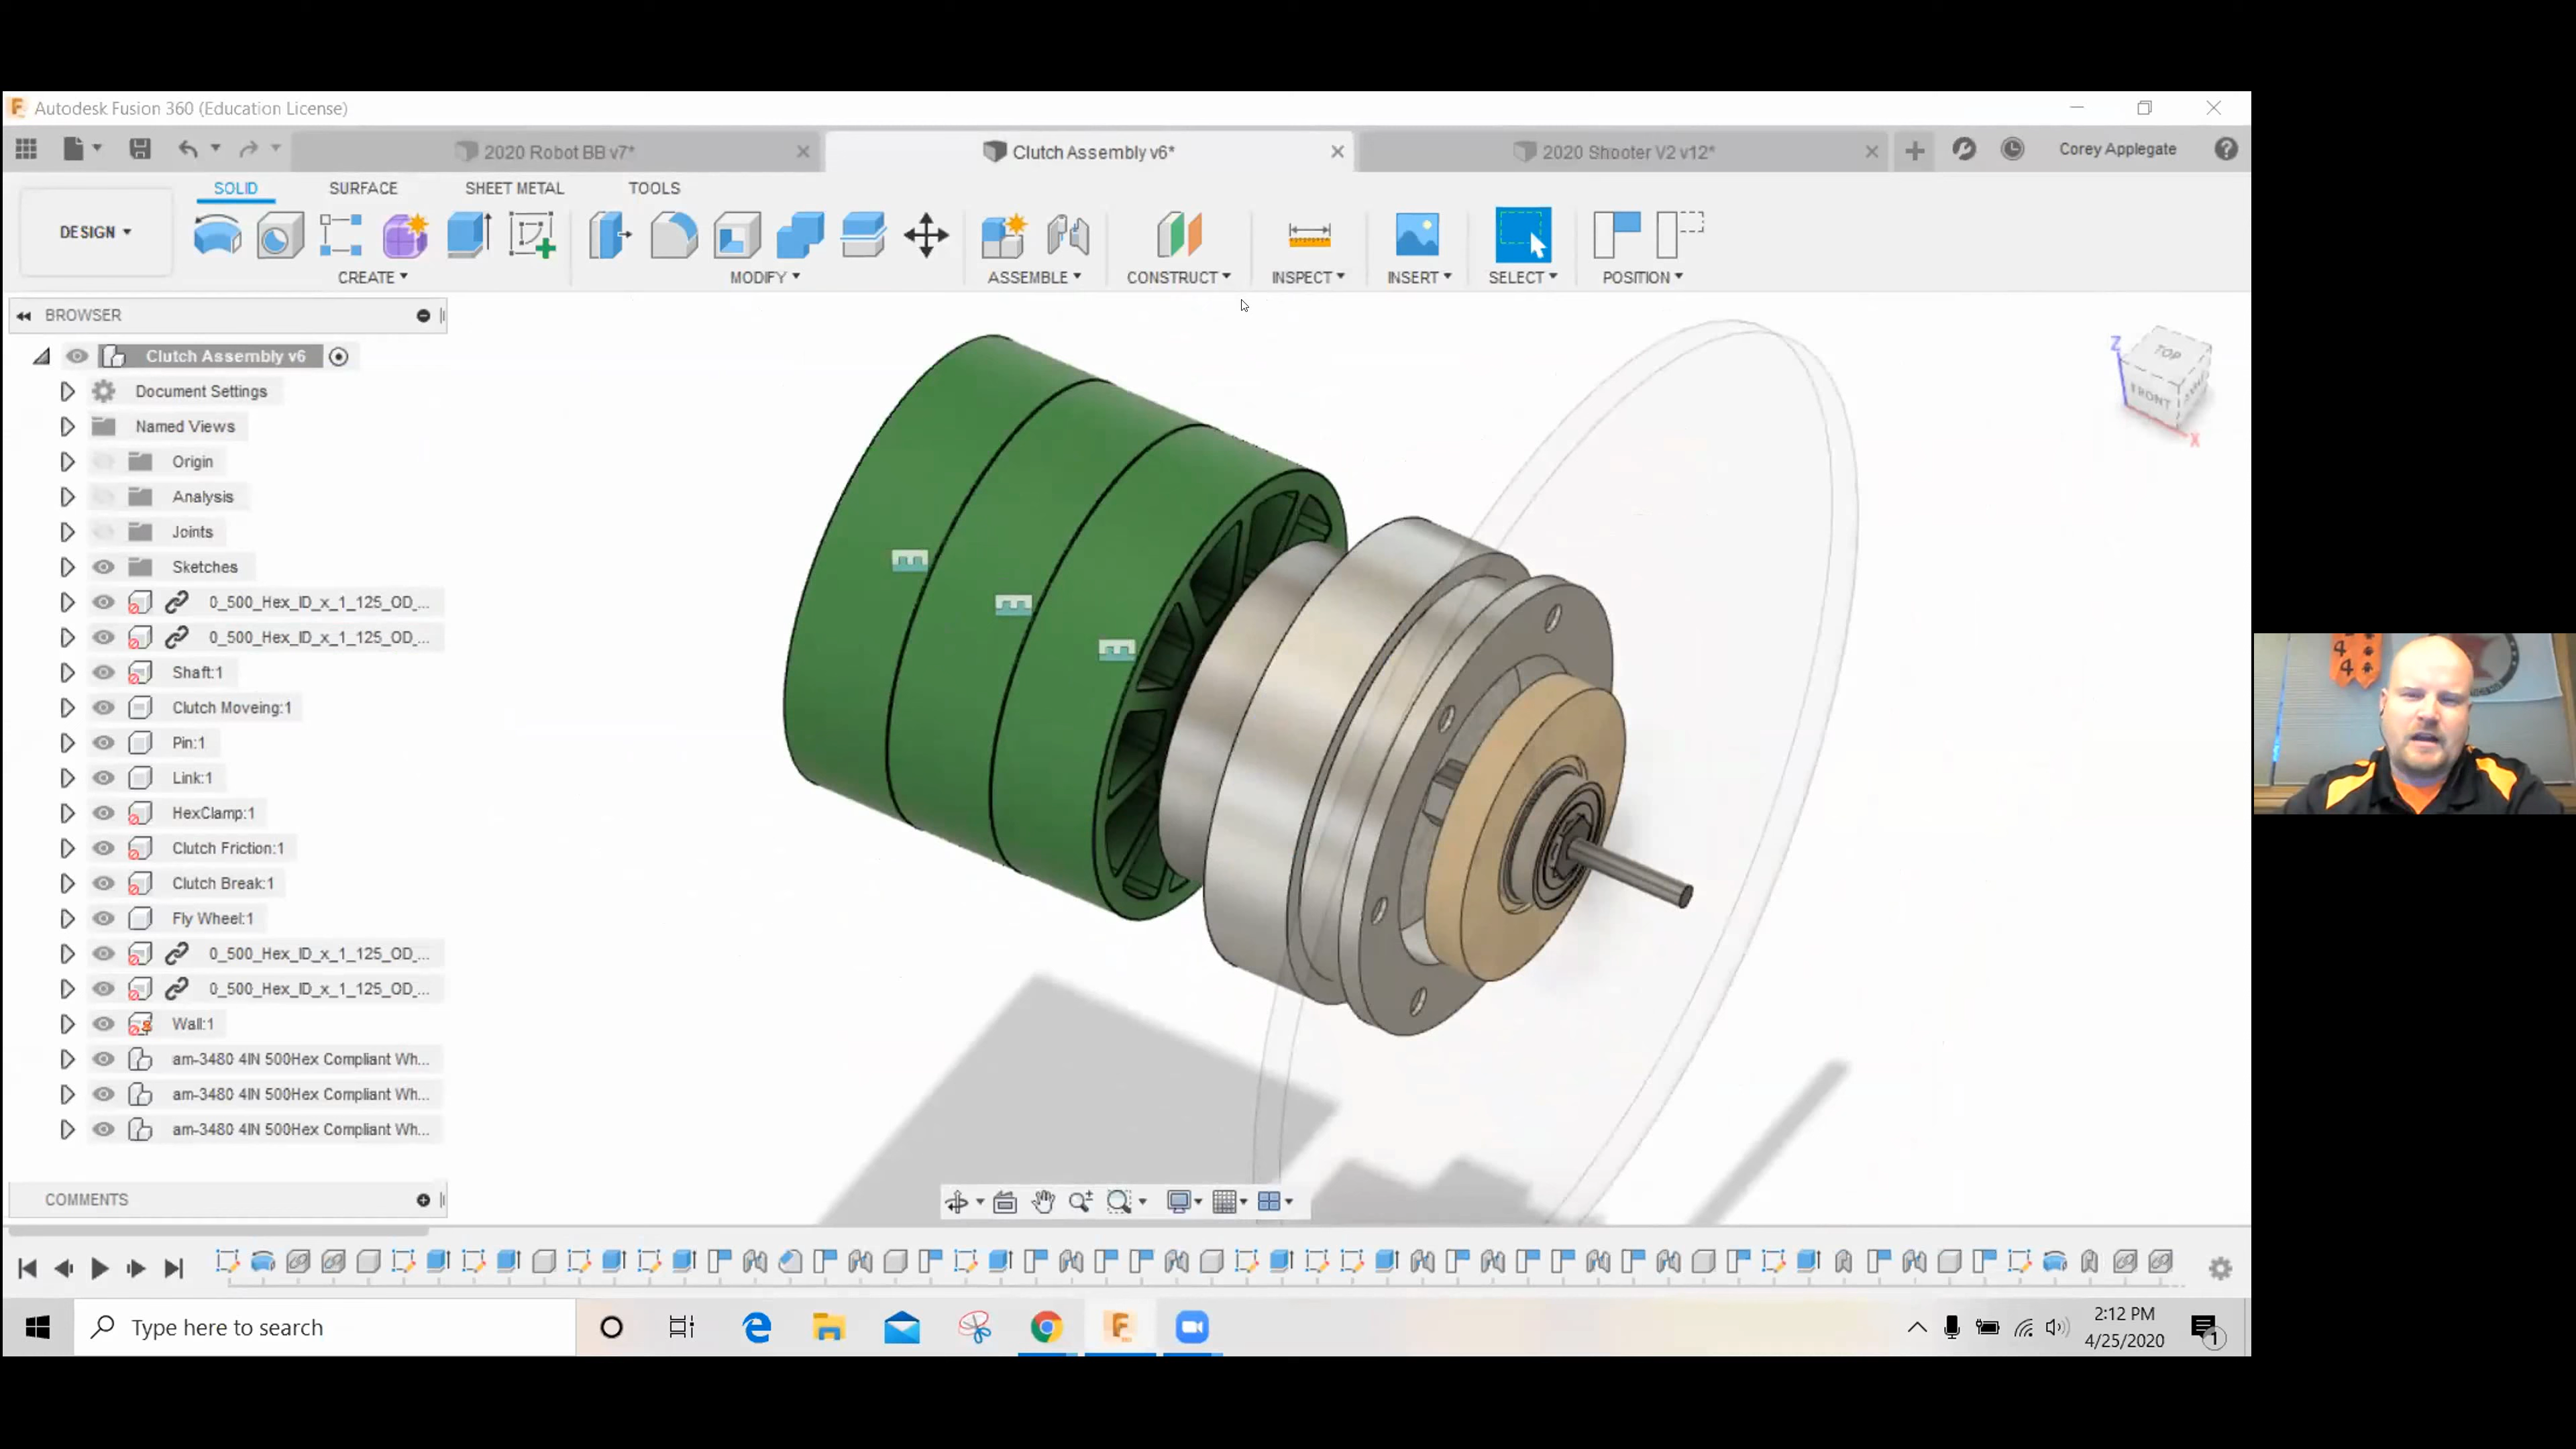 Autodesk Fusion 360 (Education License)
2020 Robot BB v7*
Clutch Assembly v6*
2020 Shooter V2 v12*
Corey Applegate
DESIGN
SOLID
SURFACE
SHEET METAL
TOOLS
CREATE
MODIFY
ASSEMBLE
CONSTRUCT
INSPECT
INSERT
SELECT
POSITION
BROWSER
Clutch Assembly v6
Document Settings
Named Views
Origin
Analysis
Joints
Sketches
0_500_Hex_ID_x_1_125_OD_...
0_500_Hex_ID_x_1_125_OD_...
Shaft:1
Clutch Moveing:1
Pin:1
Link:1
HexClamp:1
Clutch Friction:1
Clutch Break:1
Fly Wheel:1
0_500_Hex_ID_x_1_125_OD_...
0_500_Hex_ID_x_1_125_OD_...
Wall:1
am-3480 4IN 500Hex Compliant Wh...
am-3480 4IN 500Hex Compliant Wh...
am-3480 4IN 500Hex Compliant Wh...
Z
TOP
FRONT
X
4
4
COMMENTS
Type here to search
2:12 PM
4/25/2020
1